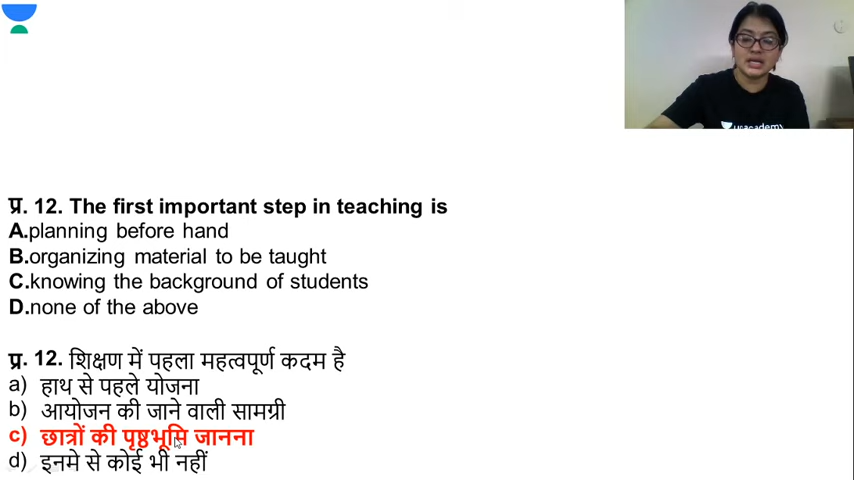 unacademy
प्र. 12. The first important step in teaching is
A.planning before hand
B.organizing material to be taught
C.knowing the background of students
D.none of the above
प्र. 12. शिक्षण में पहला महत्वपूर्ण कदम है
a) हाथ से पहले योजना
b) आयोजन की जाने वाली सामग्री
c) छात्रों की पृष्ठभूमि जानना
d) इनमे से कोई भी नहीं